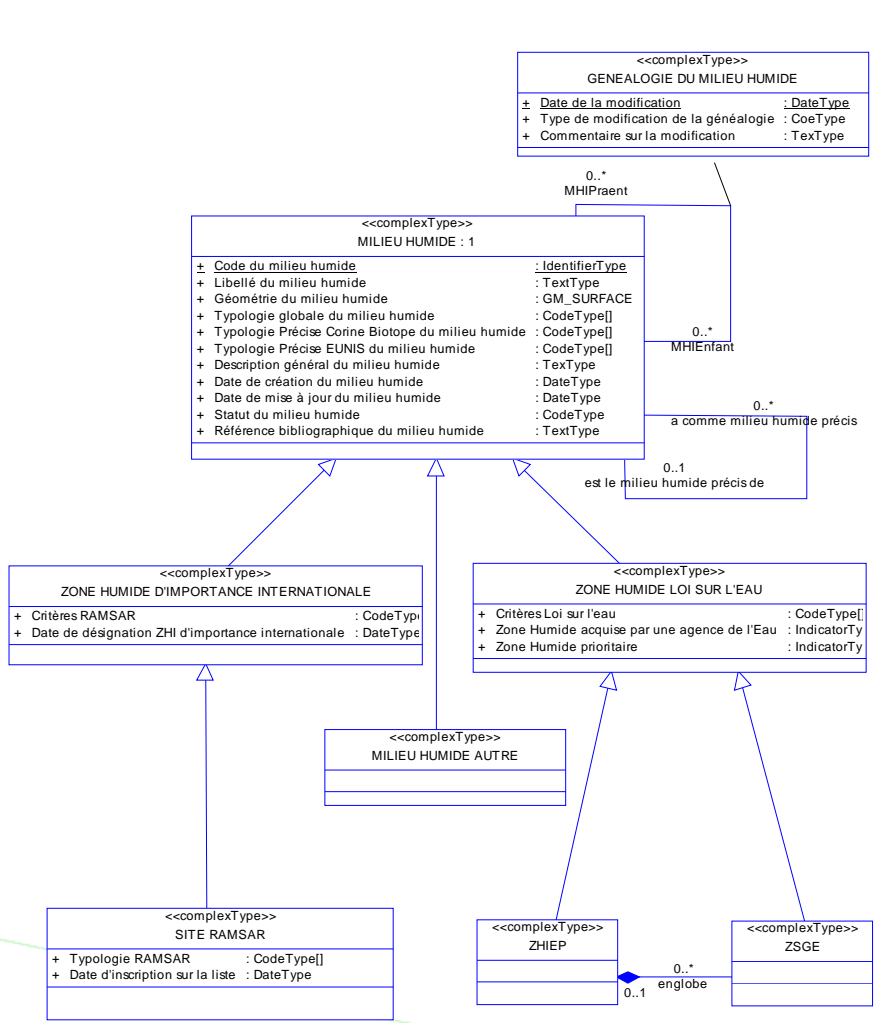 <<complexType>>
GENEALOGIE DU MILIEU HUMIDE
+ Date de la modification : DateType
+ Type de modification de la généalogie : CoeType
+ Commentaire sur la modification : TexType
0..*
MHIPraent
<<complexType>>
MILIEU HUMIDE : 1
+ Code du milieu humide : IdentifierType
+ Libellé du milieu humide : TextType
+ Géométrie du milieu humide : GM_SURFACE
+ Typologie globale du milieu humide : CodeType[]
+ Typologie Précise Corine Biotope du milieu humide : CodeType[]
+ Typologie Précise EUNIS du milieu humide : CodeType[]
+ Description général du milieu humide : TexType
+ Date de création du milieu humide : DateType
+ Date de mise à jour du milieu humide : DateType
+ Statut du milieu humide : CodeType
+ Référence bibliographique du milieu humide : TextType
0..*
MHIEnfant
0..*
a comme milieu humide précis
0..1
est le milieu humide précis de
<<complexType>>
ZONE HUMIDE D'IMPORTANCE INTERNATIONALE
+ Critères RAMSAR : CodeType
+ Date de désignation ZHI d'importance internationale : DateType
<<complexType>>
ZONE HUMIDE LOI SUR L'EAU
+ Critères Loi sur l'eau : CodeType[]
+ Zone Humide acquise par une agence de l'Eau : IndicatorTy
+ Zone Humide prioritaire : IndicatorTy
<<complexType>>
MILIEU HUMIDE AUTRE
<<complexType>>
SITE RAMSAR
+ Typologie RAMSAR : CodeType[]
+ Date d'inscription sur la liste : DateType
<<complexType>>
ZHIEP
<<complexType>>
ZSGE
0..*
englobe
0..1